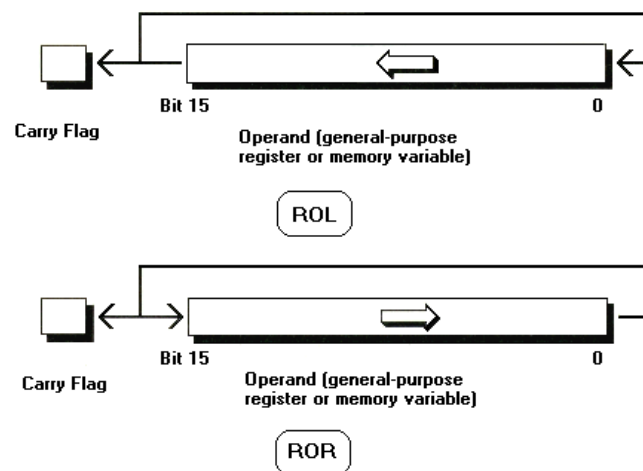 Bit 15 0
Carry Flag
Operand (general-purpose
register or memory variable)
ROL
Bit 15 0
Carry Flag
Operand (general-purpose
register or memory variable)
ROR